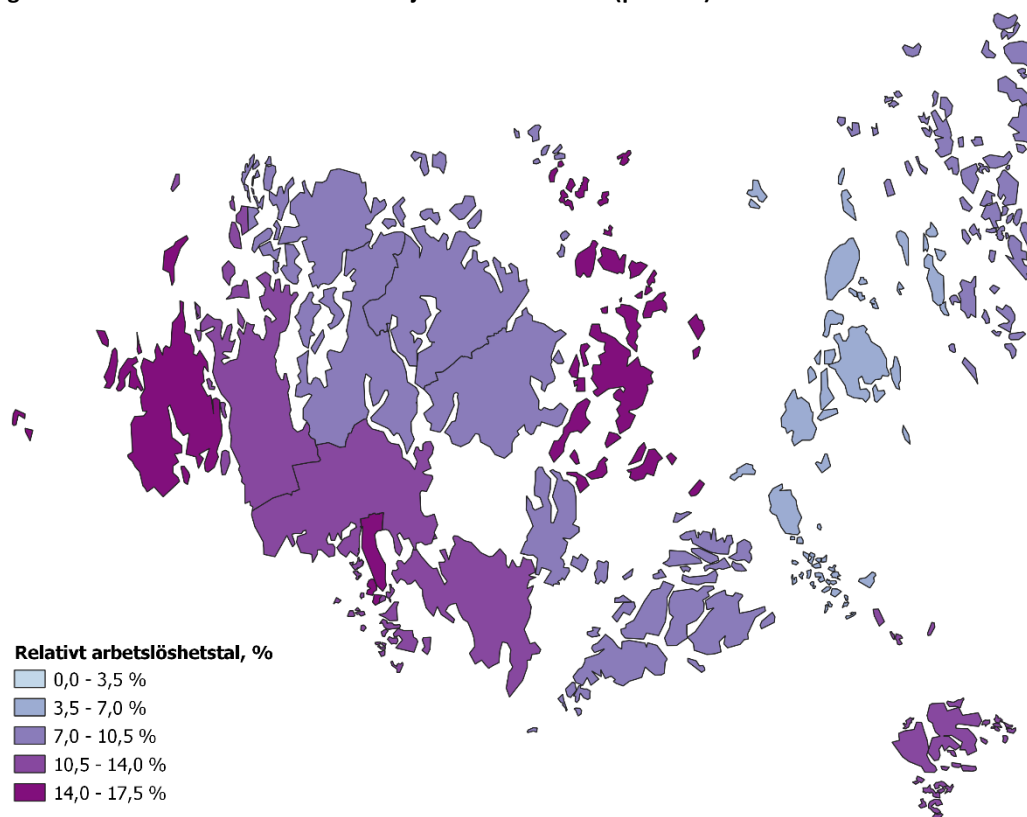 Relativt arbetslöshetstal, %
0,0 - 3,5 %
3,5 - 7,0 %
7,0 - 10,5 %
10,5 - 14,0 %
14,0 - 17,5 %